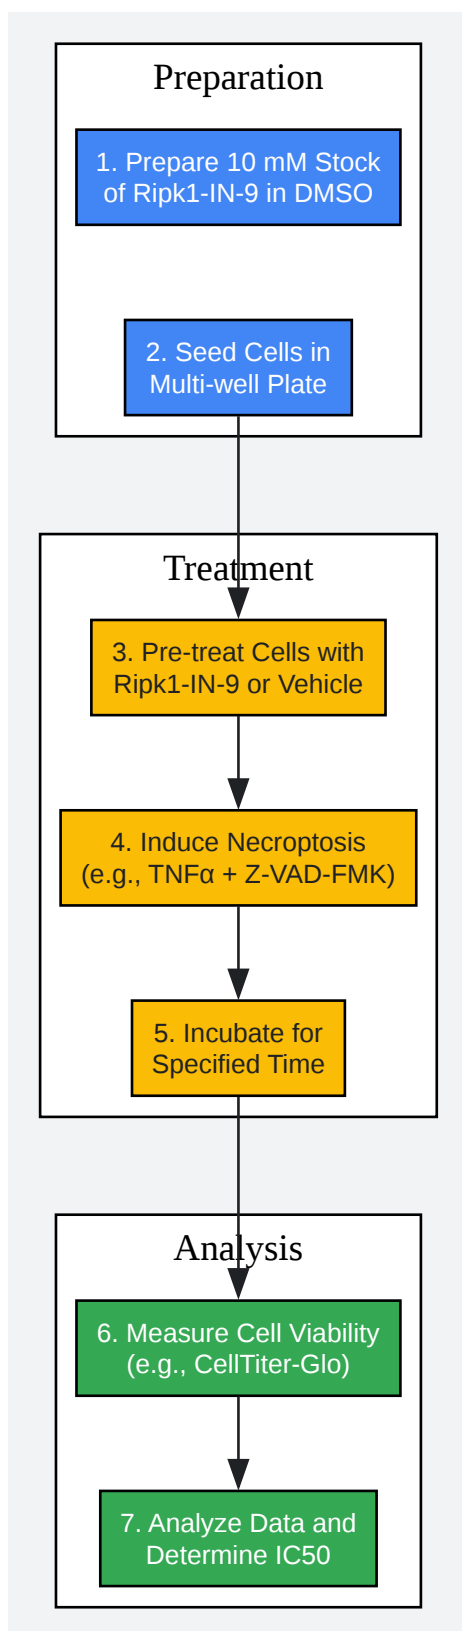 Preparation
1. Prepare 10 mM Stock
of Ripk1-IN-9 in DMSO
2. Seed Cells in
Multi-well Plate
Treatment
3. Pre-treat Cells with
Ripk1-IN-9 or Vehicle
4. Induce Necroptosis
(e.g., TNFα + Z-VAD-FMK)
5. Incubate for
Specified Time
Analysis
6. Measure Cell Viability
(e.g., CellTiter-Glo)
7. Analyze Data and
Determine IC50